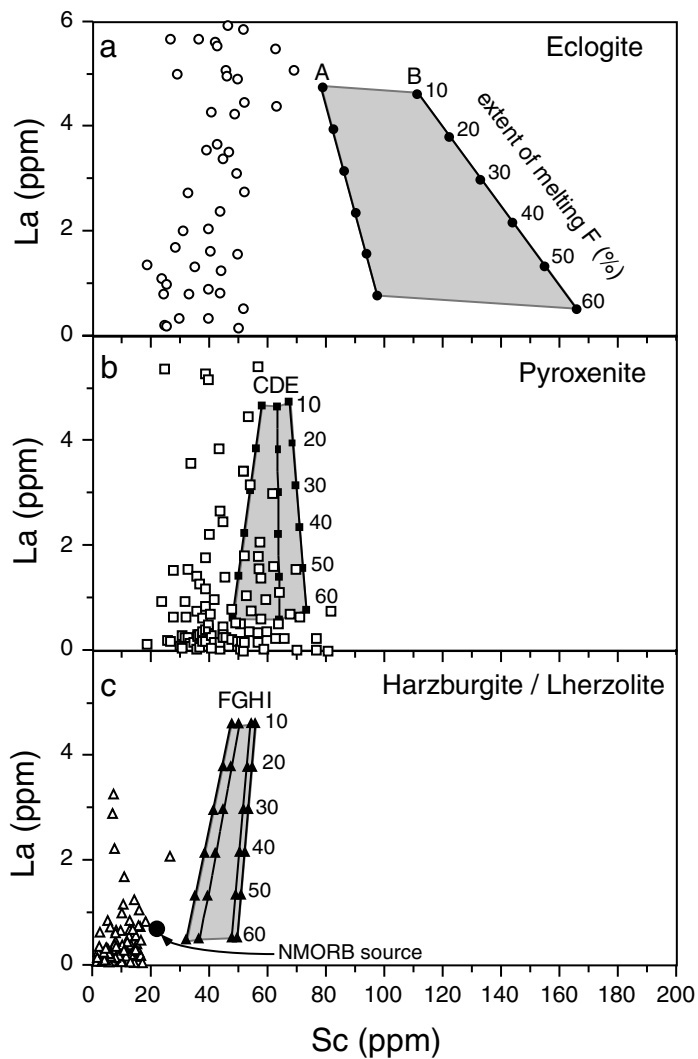 6
a
Eclogite
A
B
10
20
30
40
50
60
extent of melting F (%)
4
2
0
La (ppm)
b
Pyroxenite
CDE
10
20
30
40
50
60
4
2
0
La (ppm)
c
Harzburgite / Lherzolite
FGHI
10
20
30
40
50
60
NMORB source
4
2
0
La (ppm)
0 20 40 60 80 100 120 140 160 180 200
Sc (ppm)